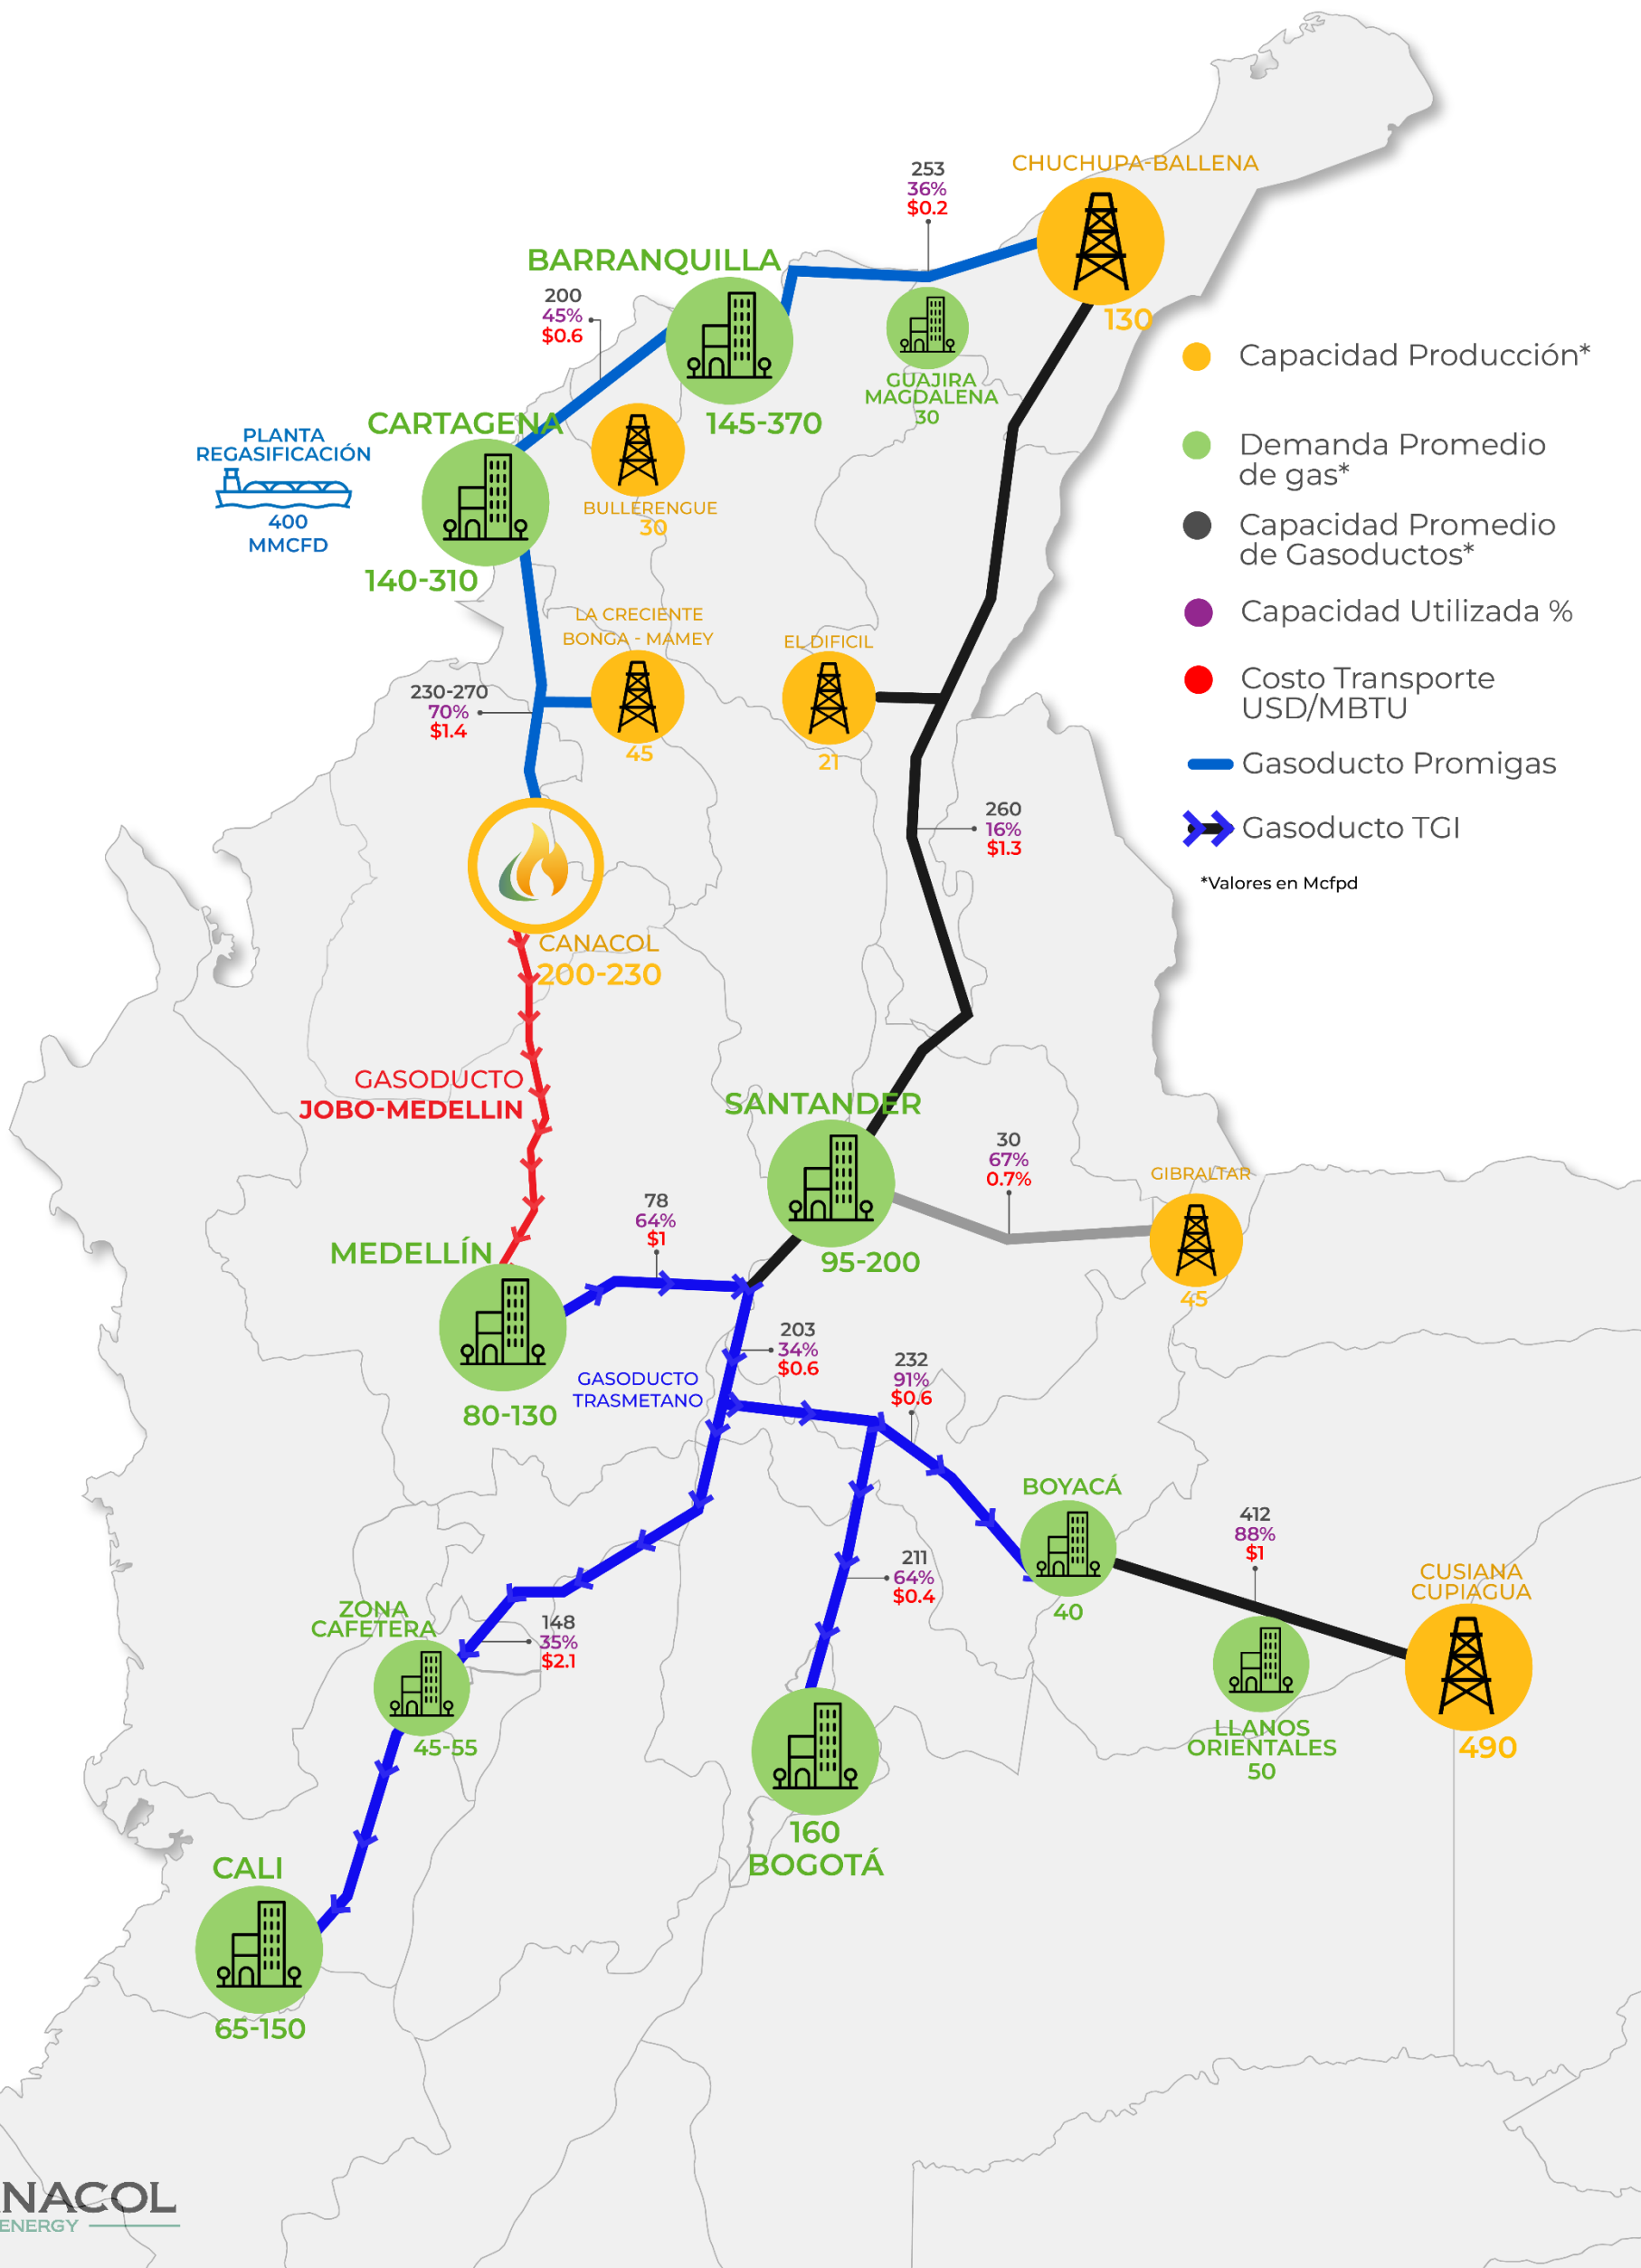 CHUCHUPA-BALLENA
130
253
36%
$0.2
BARRANQUILLA
145-370
200
45%
$0.6
GUAJIRA
MAGDALENA
30
CARTAGENA
140-310
PLANTA
REGASIFICACIÓN
400
MMCFD
BULLERENGUE
30
LA CRECIENTE
BONGA - MAMEY
45
EL DIFICIL
21
230-270
70%
$1.4
Capacidad Producción*
Demanda Promedio
de gas*
Capacidad Promedio
de Gasoductos*
Capacidad Utilizada %
Costo Transporte
USD/MBTU
Gasoducto Promigas
Gasoducto TGI
*Valores en Mcfpd
260
16%
$1.3
CANACOL
200-230
GASODUCTO
JOBO-MEDELLIN
SANTANDER
95-200
30
67%
0.7%
GIBRALTAR
45
78
64%
$1
MEDELLÍN
80-130
203
34%
$0.6
GASODUCTO
TRASMETANO
232
91%
$0.6
BOYACÁ
40
412
88%
$1
CUSIANA
CUPIAGUA
490
211
64%
$0.4
ZONA
CAFETERA
45-55
148
35%
$2.1
LLANOS
ORIENTALES
50
160
BOGOTÁ
CALI
65-150
NACOL
ENERGY